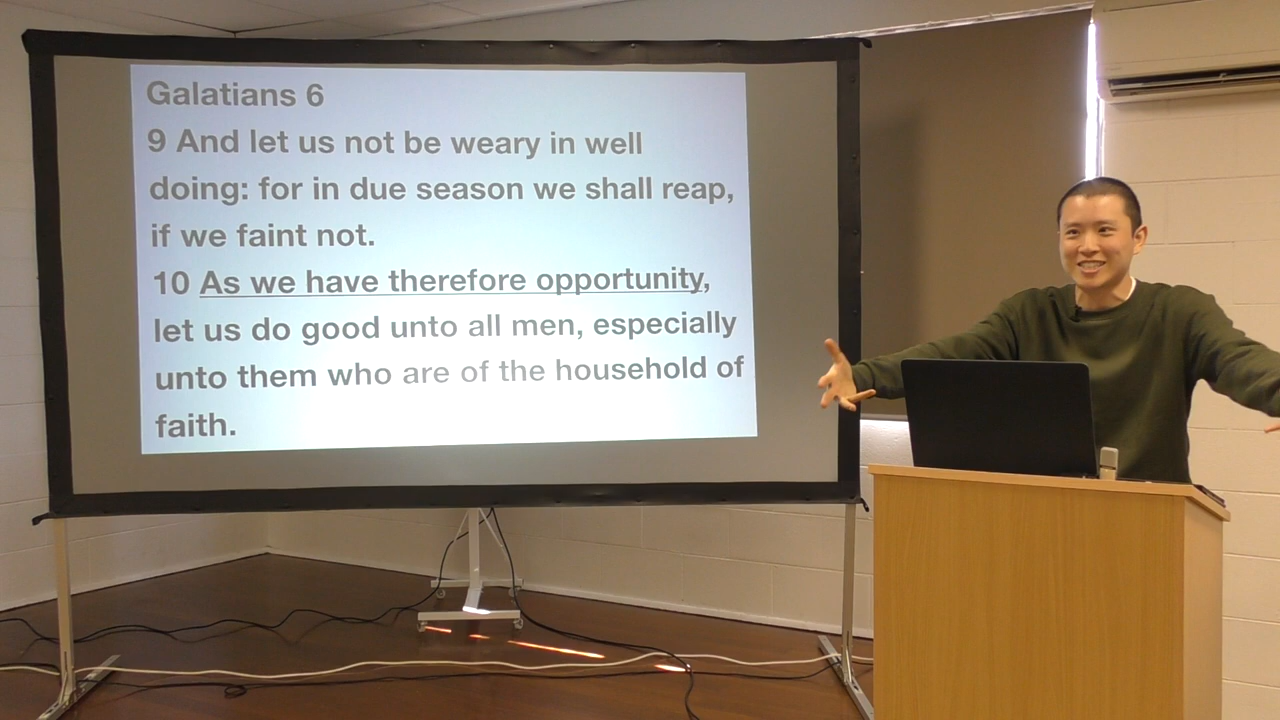 Galatians 6
9 And let us not be weary in well
doing: for in due season we shall reap,
if we faint not.
10 As we have therefore opportunity,
let us do good unto all men, especially
unto them who are of the household of
faith.